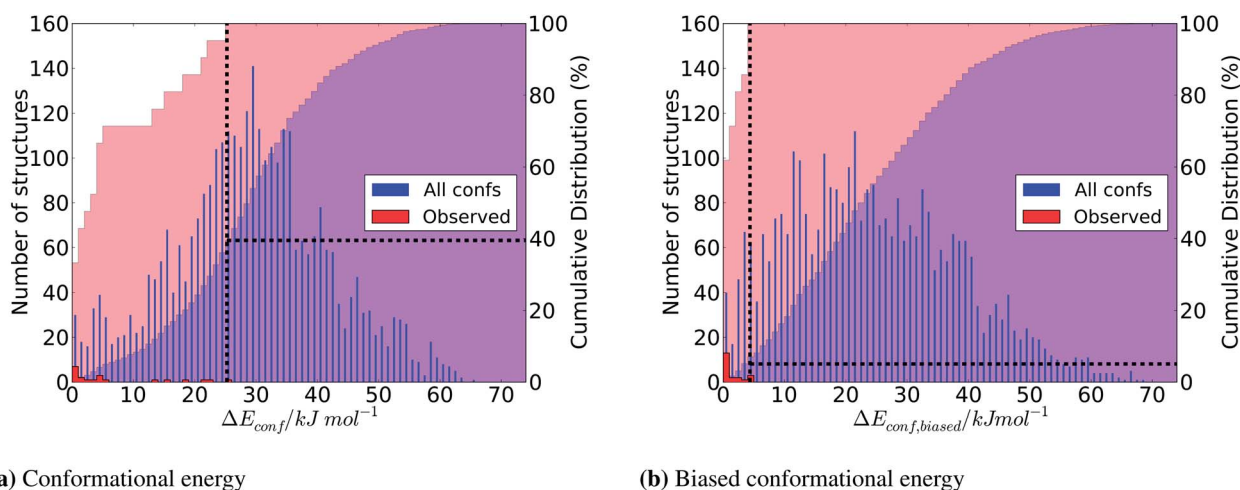 160
140
120
100
80
60
40
20
0
Number of structures
100
80
60
40
20
0
Cumulative Distribution (%)
All confs
Observed
0 10 20 30 40 50 60 70
ΔE_conf/kJ mol⁻¹
160
140
120
100
80
60
40
20
0
Number of structures
100
80
60
40
20
0
Cumulative Distribution (%)
All confs
Observed
0 10 20 30 40 50 60 70
ΔE_conf,biased/kJmol⁻¹
a) Conformational energy
(b) Biased conformational energy